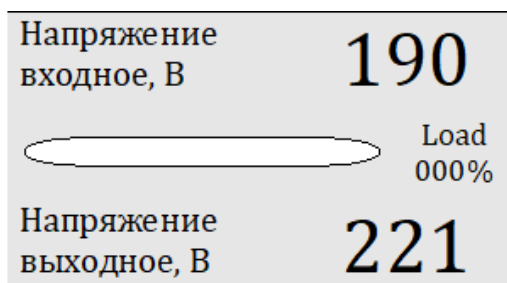 Напряжение
входное, В
190
Load
000%
Напряжение
выходное, В
221